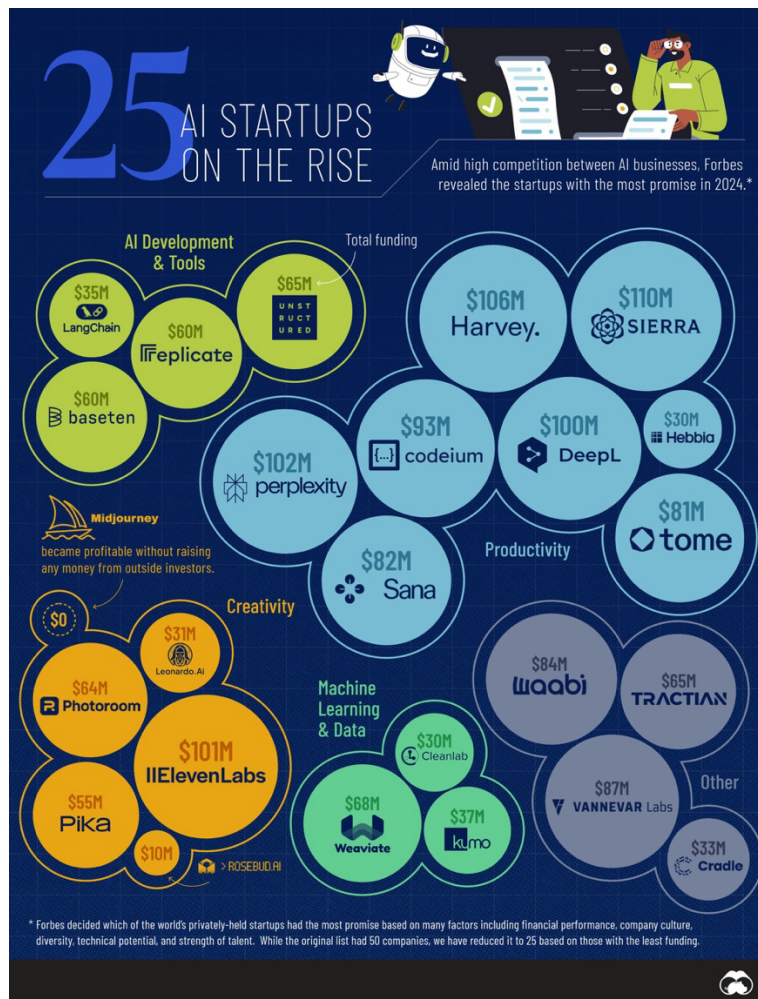 25
AI STARTUPS
ON THE RISE
Amid high competition between AI businesses, Forbes
revealed the startups with the most promise in 2024.*
AI Development
& Tools
Total funding
$35M
LangChain
$60M
replicate
$65M
UNST
RUCT
URED
$60M
baseten
$106M
Harvey.
$110M
SIERRA
$93M
{...} codeium
$100M
DeepL
$30M
Hebbia
$102M
perplexity
$81M
tome
$82M
Sana
Productivity
Midjourney
became profitable without raising
any money from outside investors.
Creativity
$0
$31M
Leonardo.Ai
$64M
Photoroom
$101M
IIElevenLabs
$55M
Pika
$10M
>ROSEBUD.AI
Machine
Learning
& Data
$30M
Cleanlab
$68M
Weaviate
$37M
kumo
$84M
waabi
$65M
TRACTIAN
$87M
VANNEVAR Labs
Other
$33M
Cradle
* Forbes decided which of the world's privately-held startups had the most promise based on many factors including financial performance, company culture,
diversity, technical potential, and strength of talent. While the original list had 50 companies, we have reduced it to 25 based on those with the least funding.